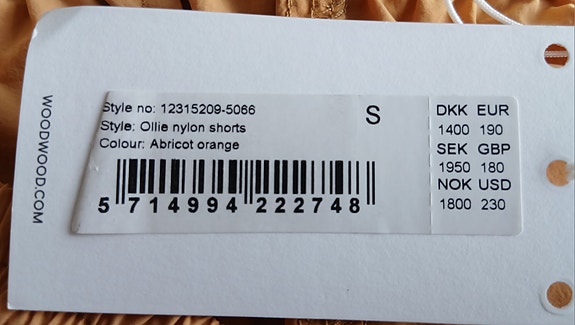 WOODWOOD.COM
Style no: 12315209-5066
Style: Ollie nylon shorts
Colour: Abricot orange
S
5 714994 222748
DKK EUR
1400 190
SEK GBP
1950 180
NOK USD
1800 230